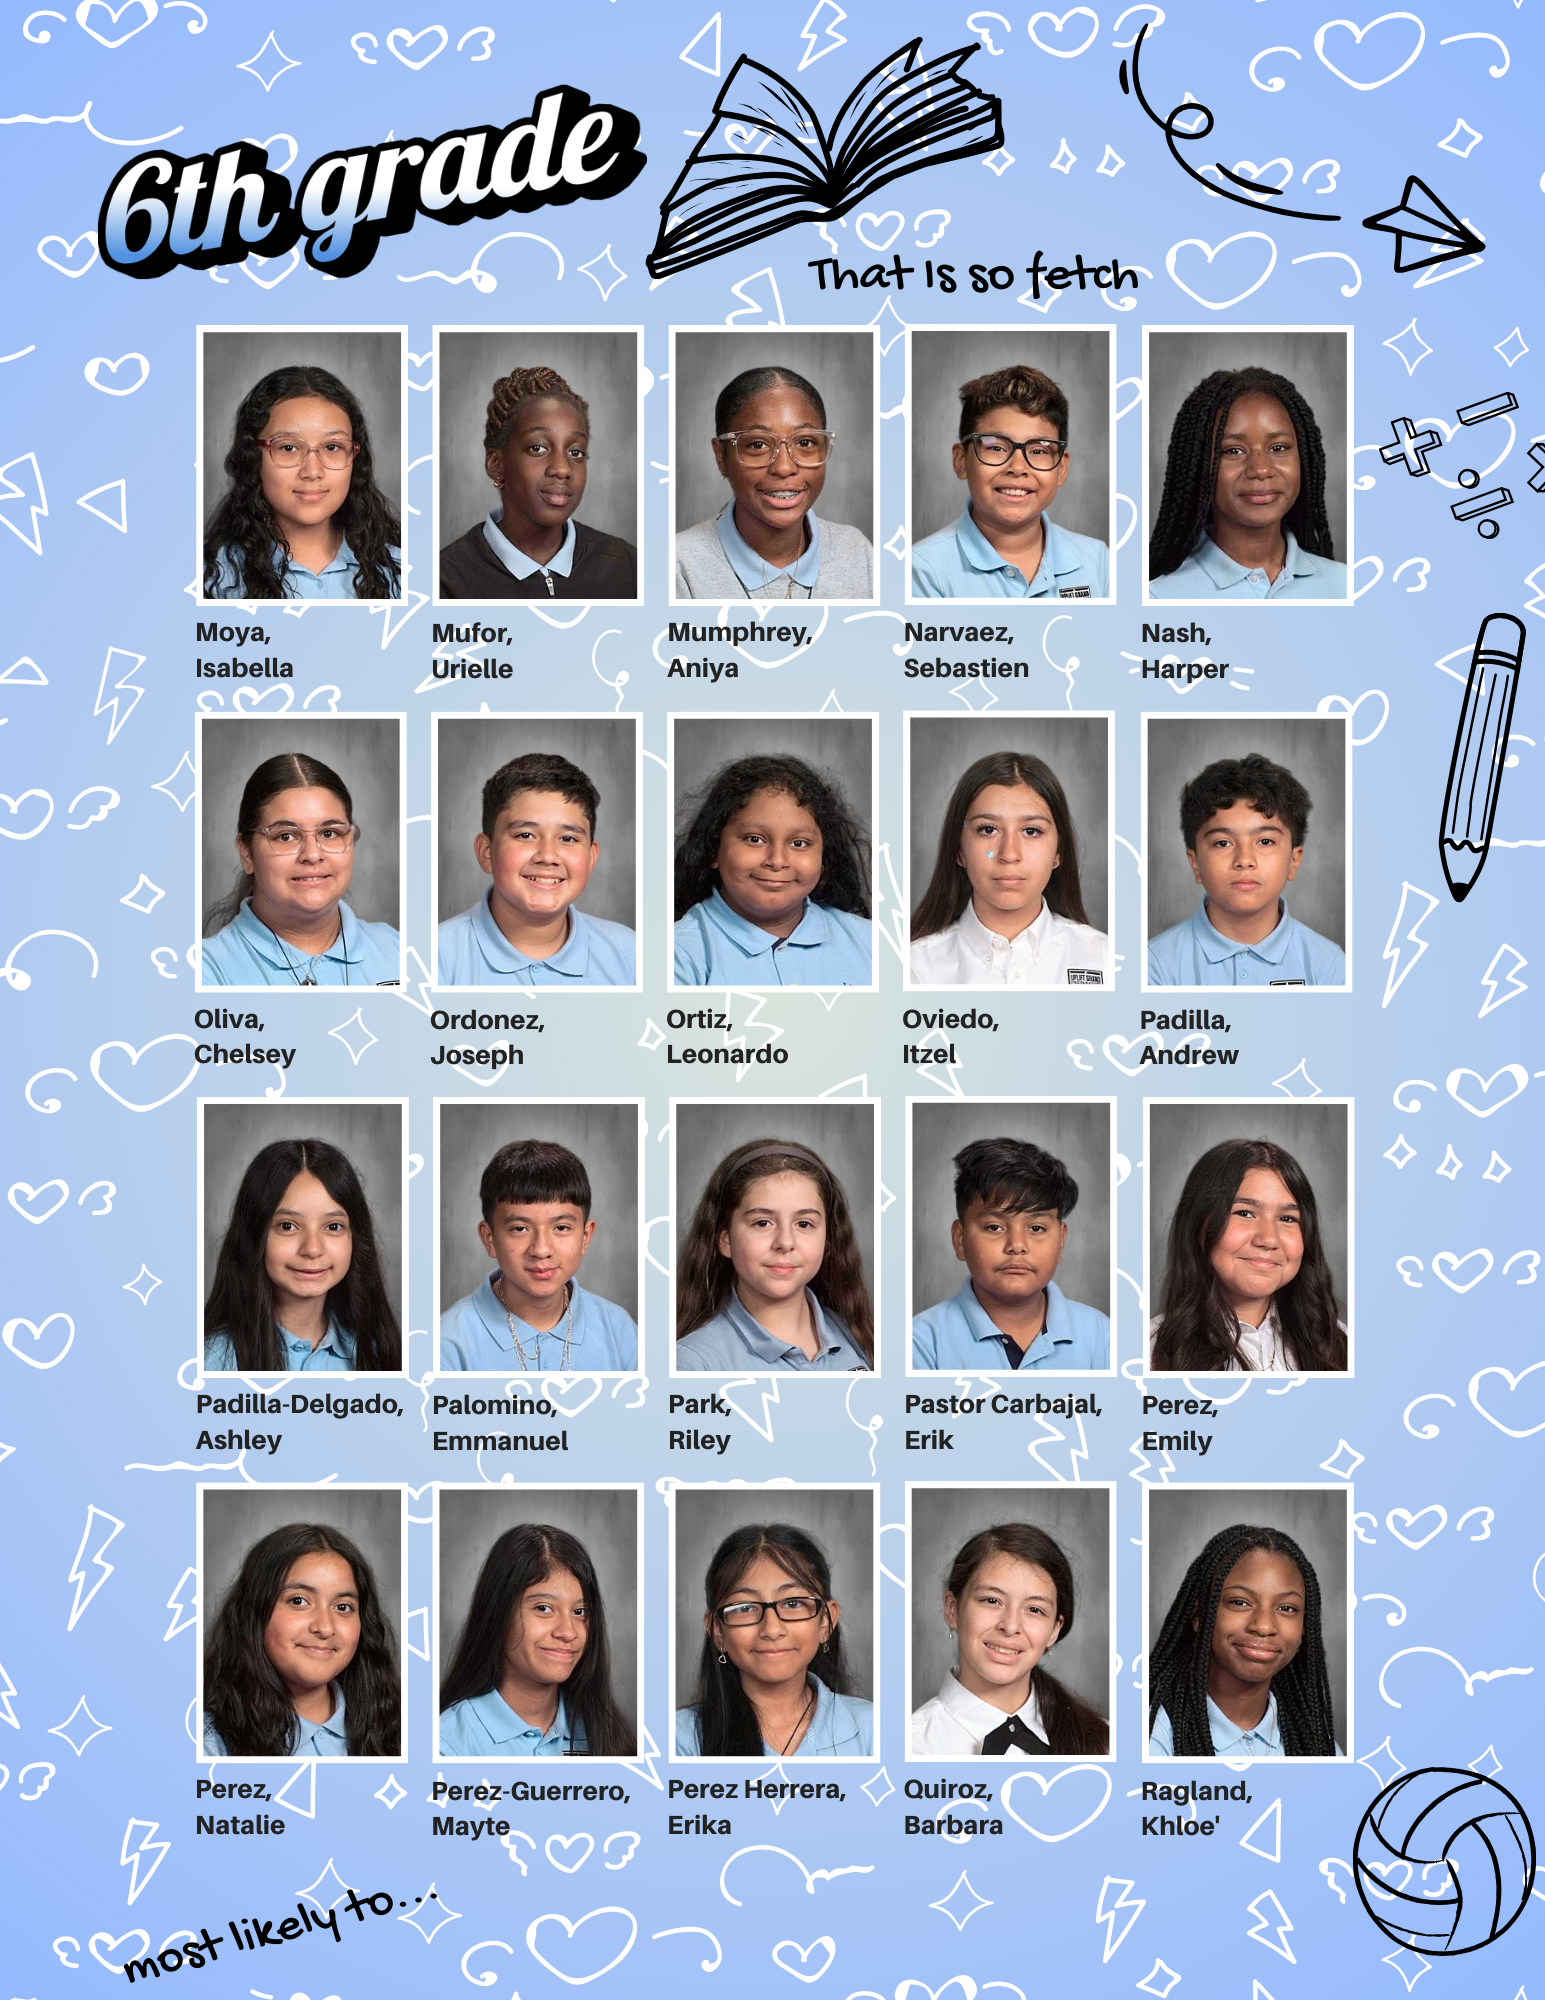 6th grade
That Is so fetch
Moya,
Isabella
Mufor,
Urielle
Mumphrey,
Aniya
Narvaez,
Sebastien
Nash,
Harper
Oliva,
Chelsey
Ordonez,
Joseph
Ortiz,
Leonardo
Oviedo,
Itzel
Padilla,
Andrew
Padilla-Delgado,
Ashley
Palomino,
Emmanuel
Park,
Riley
Pastor Carbajal,
Erik
Perez,
Emily
Perez,
Natalie
Perez-Guerrero,
Mayte
Perez Herrera,
Erika
Quiroz,
Barbara
Ragland,
Khloe'
most likely to...